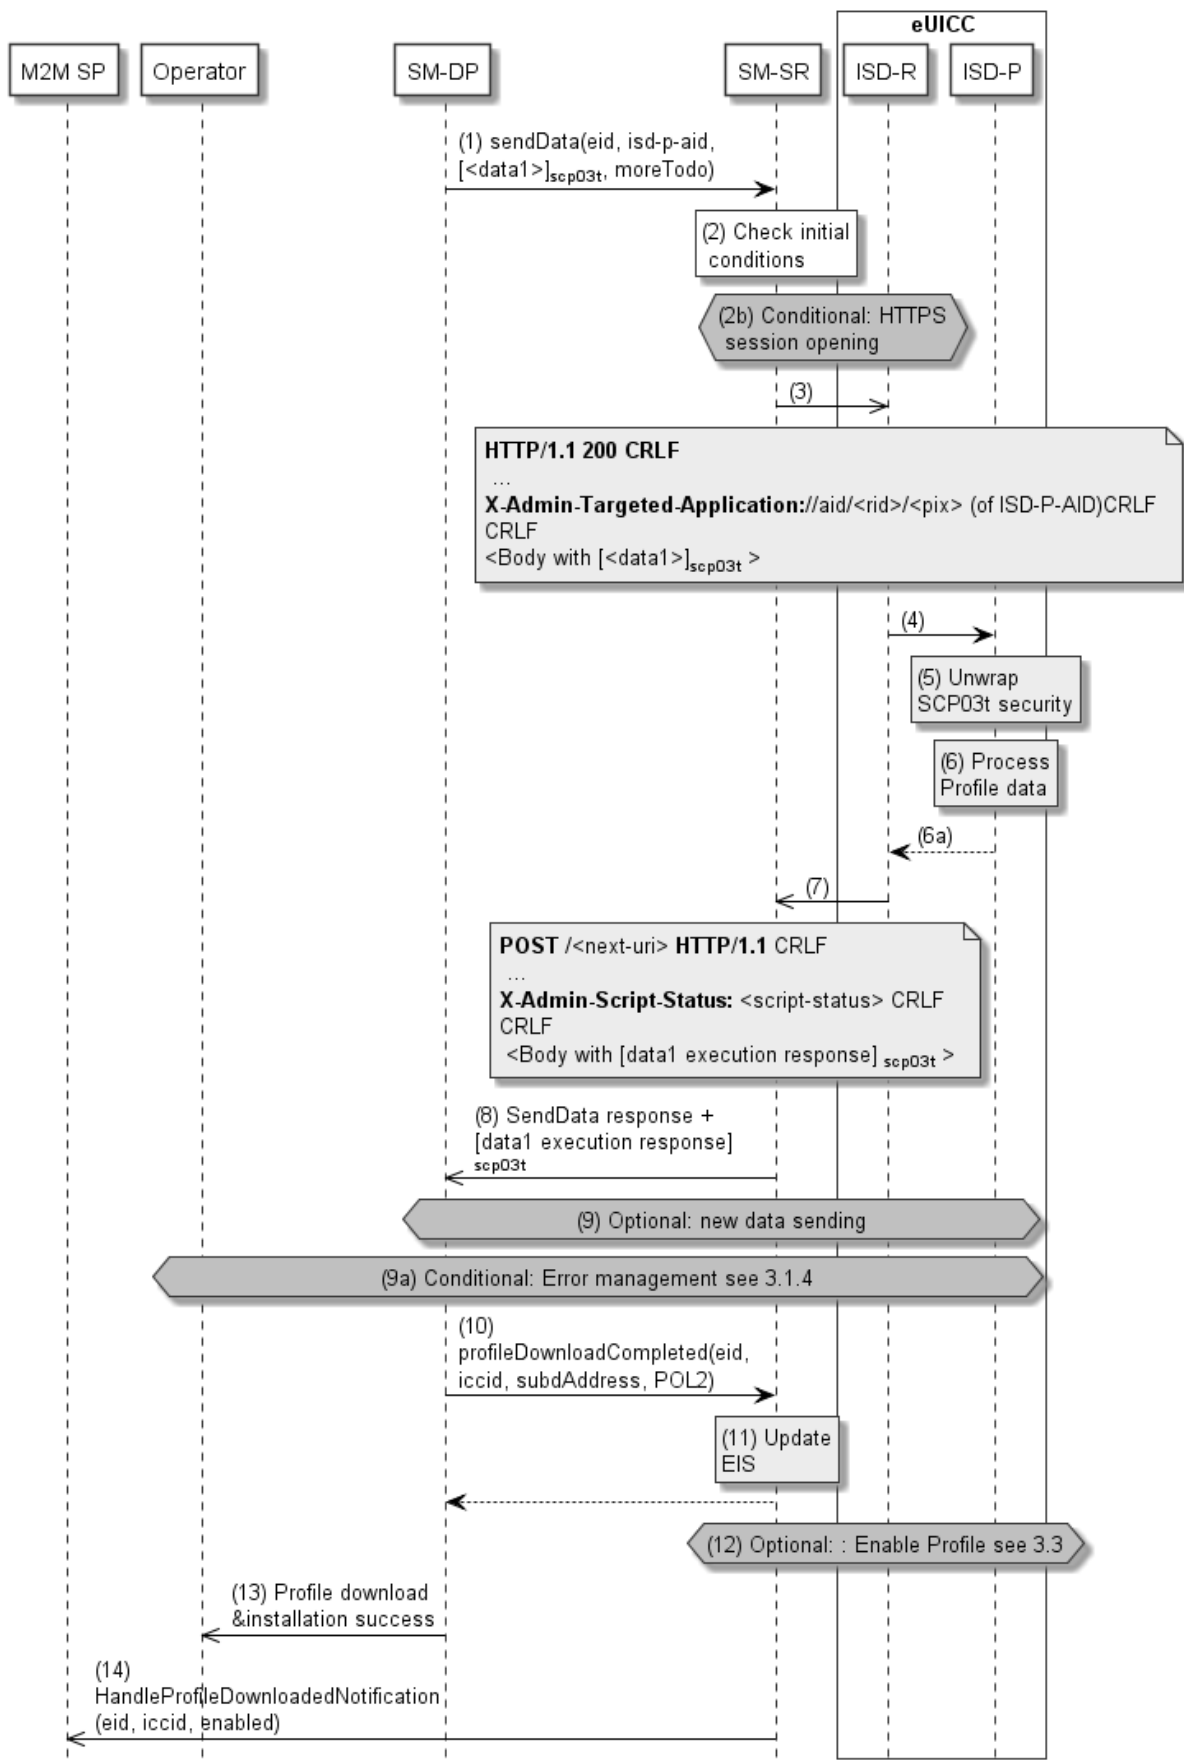 eUICC
M2M SP
Operator
SM-DP
SM-SR
ISD-R
ISD-P
(1) sendData(eid, isd-p-aid,
[<data1>]scp03t, moreTodo)
(2) Check initial
conditions
(2b) Conditional: HTTPS
session opening
(3)
HTTP/1.1 200 CRLF
...
X-Admin-Targeted-Application://aid/<rid>/<pix> (of ISD-P-AID)CRLF
CRLF
<Body with [<data1>]scp03t >
(4)
(5) Unwrap
SCP03t security
(6) Process
Profile data
(6a)
(7)
POST /<next-uri> HTTP/1.1 CRLF
...
X-Admin-Script-Status: <script-status> CRLF
CRLF
<Body with [data1 execution response] scp03t >
(8) SendData response +
[data1 execution response]
scp03t
(9) Optional: new data sending
(9a) Conditional: Error management see 3.1.4
(10)
profileDownloadCompleted(eid,
iccid, subdAddress, POL2)
(11) Update
EIS
(12) Optional: : Enable Profile see 3.3
(13) Profile download
&installation success
(14)
HandleProfileDownloadedNotification
(eid, iccid, enabled)